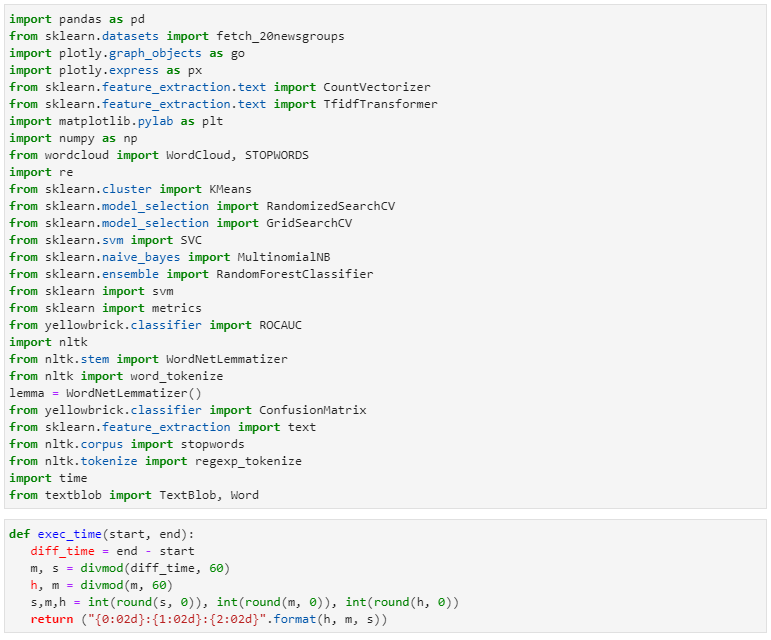 import pandas as pd
from sklearn.datasets import fetch_20newsgroups
import plotly.graph_objects as go
import plotly.express as px
from sklearn.feature_extraction.text import CountVectorizer
from sklearn.feature_extraction.text import TfidfTransformer
import matplotlib.pylab as plt
import numpy as np
from wordcloud import WordCloud, STOPWORDS
import re
from sklearn.cluster import KMeans
from sklearn.model_selection import RandomizedSearchCV
from sklearn.model_selection import GridSearchCV
from sklearn.svm import SVC
from sklearn.naive_bayes import MultinomialNB
from sklearn.ensemble import RandomForestClassifier
from sklearn import svm
from sklearn import metrics
from yellowbrick.classifier import ROCAUC
import nltk
from nltk.stem import WordNetLemmatizer
from nltk import word_tokenize
lemma = WordNetLemmatizer()
from yellowbrick.classifier import ConfusionMatrix
from sklearn.feature_extraction import text
from nltk.corpus import stopwords
from nltk.tokenize import regexp_tokenize
import time
from textblob import TextBlob, Word
def exec_time(start, end):
   diff_time = end - start
   m, s = divmod(diff_time, 60)
   h, m = divmod(m, 60)
   s,m,h = int(round(s, 0)), int(round(m, 0)), int(round(h, 0))
   return ("{0:02d}:{1:02d}:{2:02d}".format(h, m, s))